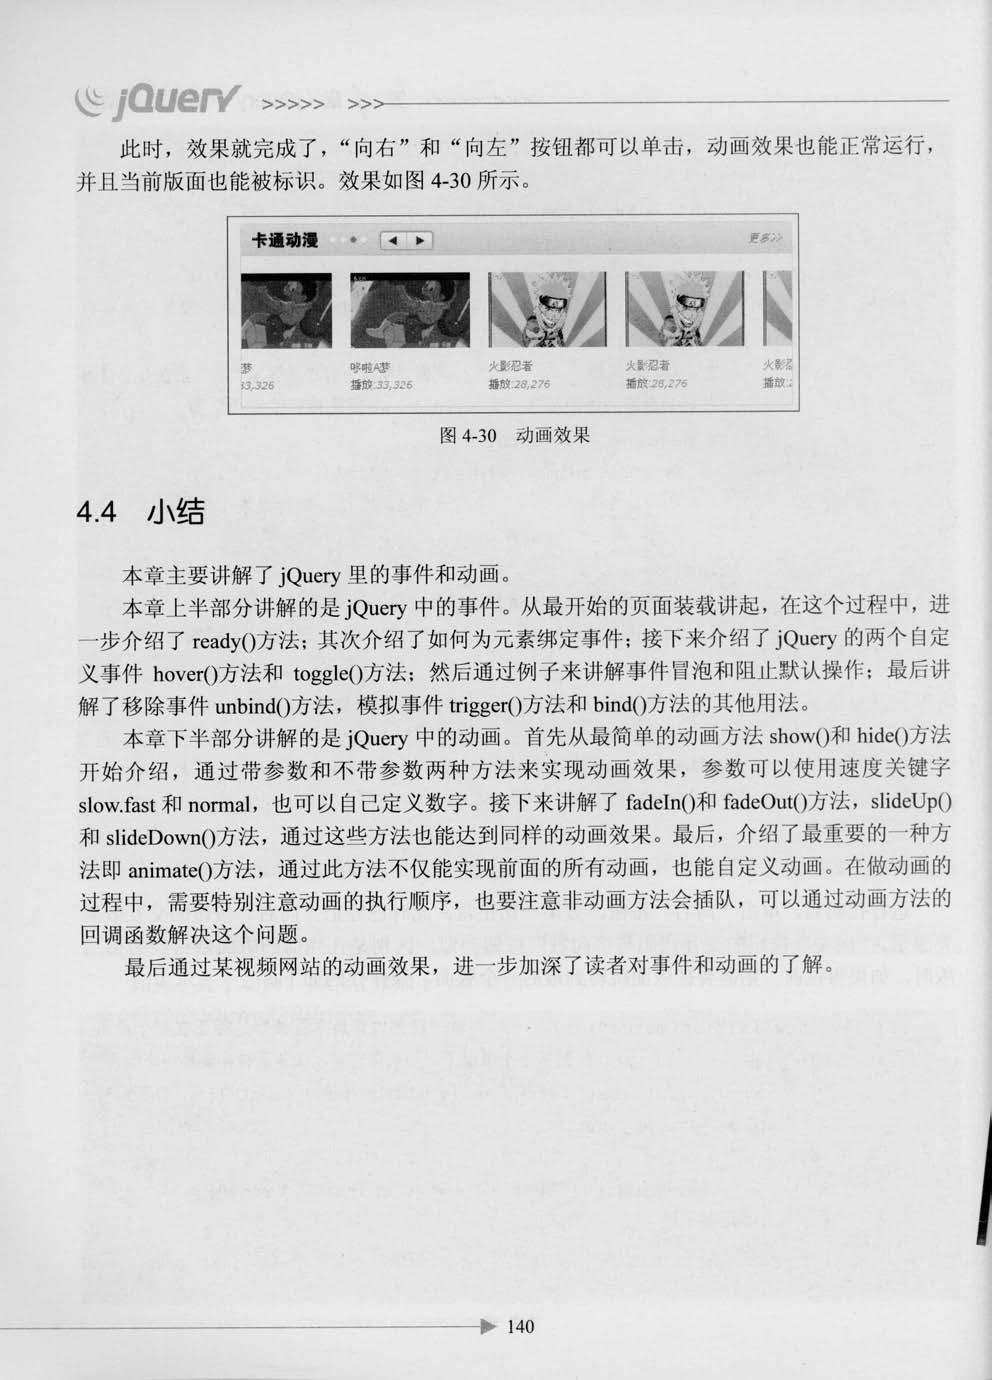 jQuery >>>>> >>>
此时，效果就完成了，“向右”和“向左”按钮都可以单击，动画效果也能正常运行，
并且当前版面也能被标识。效果如图 4-30 所示。
卡通动漫 更多>>
梦 哆啦A梦 火影忍者 火影忍者 火影忍
33,326 播放:33,326 播放:28,276 播放:28,276 播放:2
图 4-30 动画效果
4.4 小结
本章主要讲解了 jQuery 里的事件和动画。
本章上半部分讲解的是 jQuery 中的事件。从最开始的页面装载讲起，在这个过程中，进
一步介绍了 ready()方法；其次介绍了如何为元素绑定事件；接下来介绍了 jQuery 的两个自定
义事件 hover()方法和 toggle()方法；然后通过例子来讲解事件冒泡和阻止默认操作；最后讲
解了移除事件 unbind()方法，模拟事件 trigger()方法和 bind()方法的其他用法。
本章下半部分讲解的是 jQuery 中的动画。首先从最简单的动画方法 show()和 hide()方法
开始介绍，通过带参数和不带参数两种方法来实现动画效果，参数可以使用速度关键字
slow.fast 和 normal，也可以自己定义数字。接下来讲解了 fadeIn()和 fadeOut()方法，slideUp()
和 slideDown()方法，通过这些方法也能达到同样的动画效果。最后，介绍了最重要的一种方
法即 animate()方法，通过此方法不仅能实现前面的所有动画，也能自定义动画。在做动画的
过程中，需要特别注意动画的执行顺序，也要注意非动画方法会插队，可以通过动画方法的
回调函数解决这个问题。
最后通过某视频网站的动画效果，进一步加深了读者对事件和动画的了解。
140